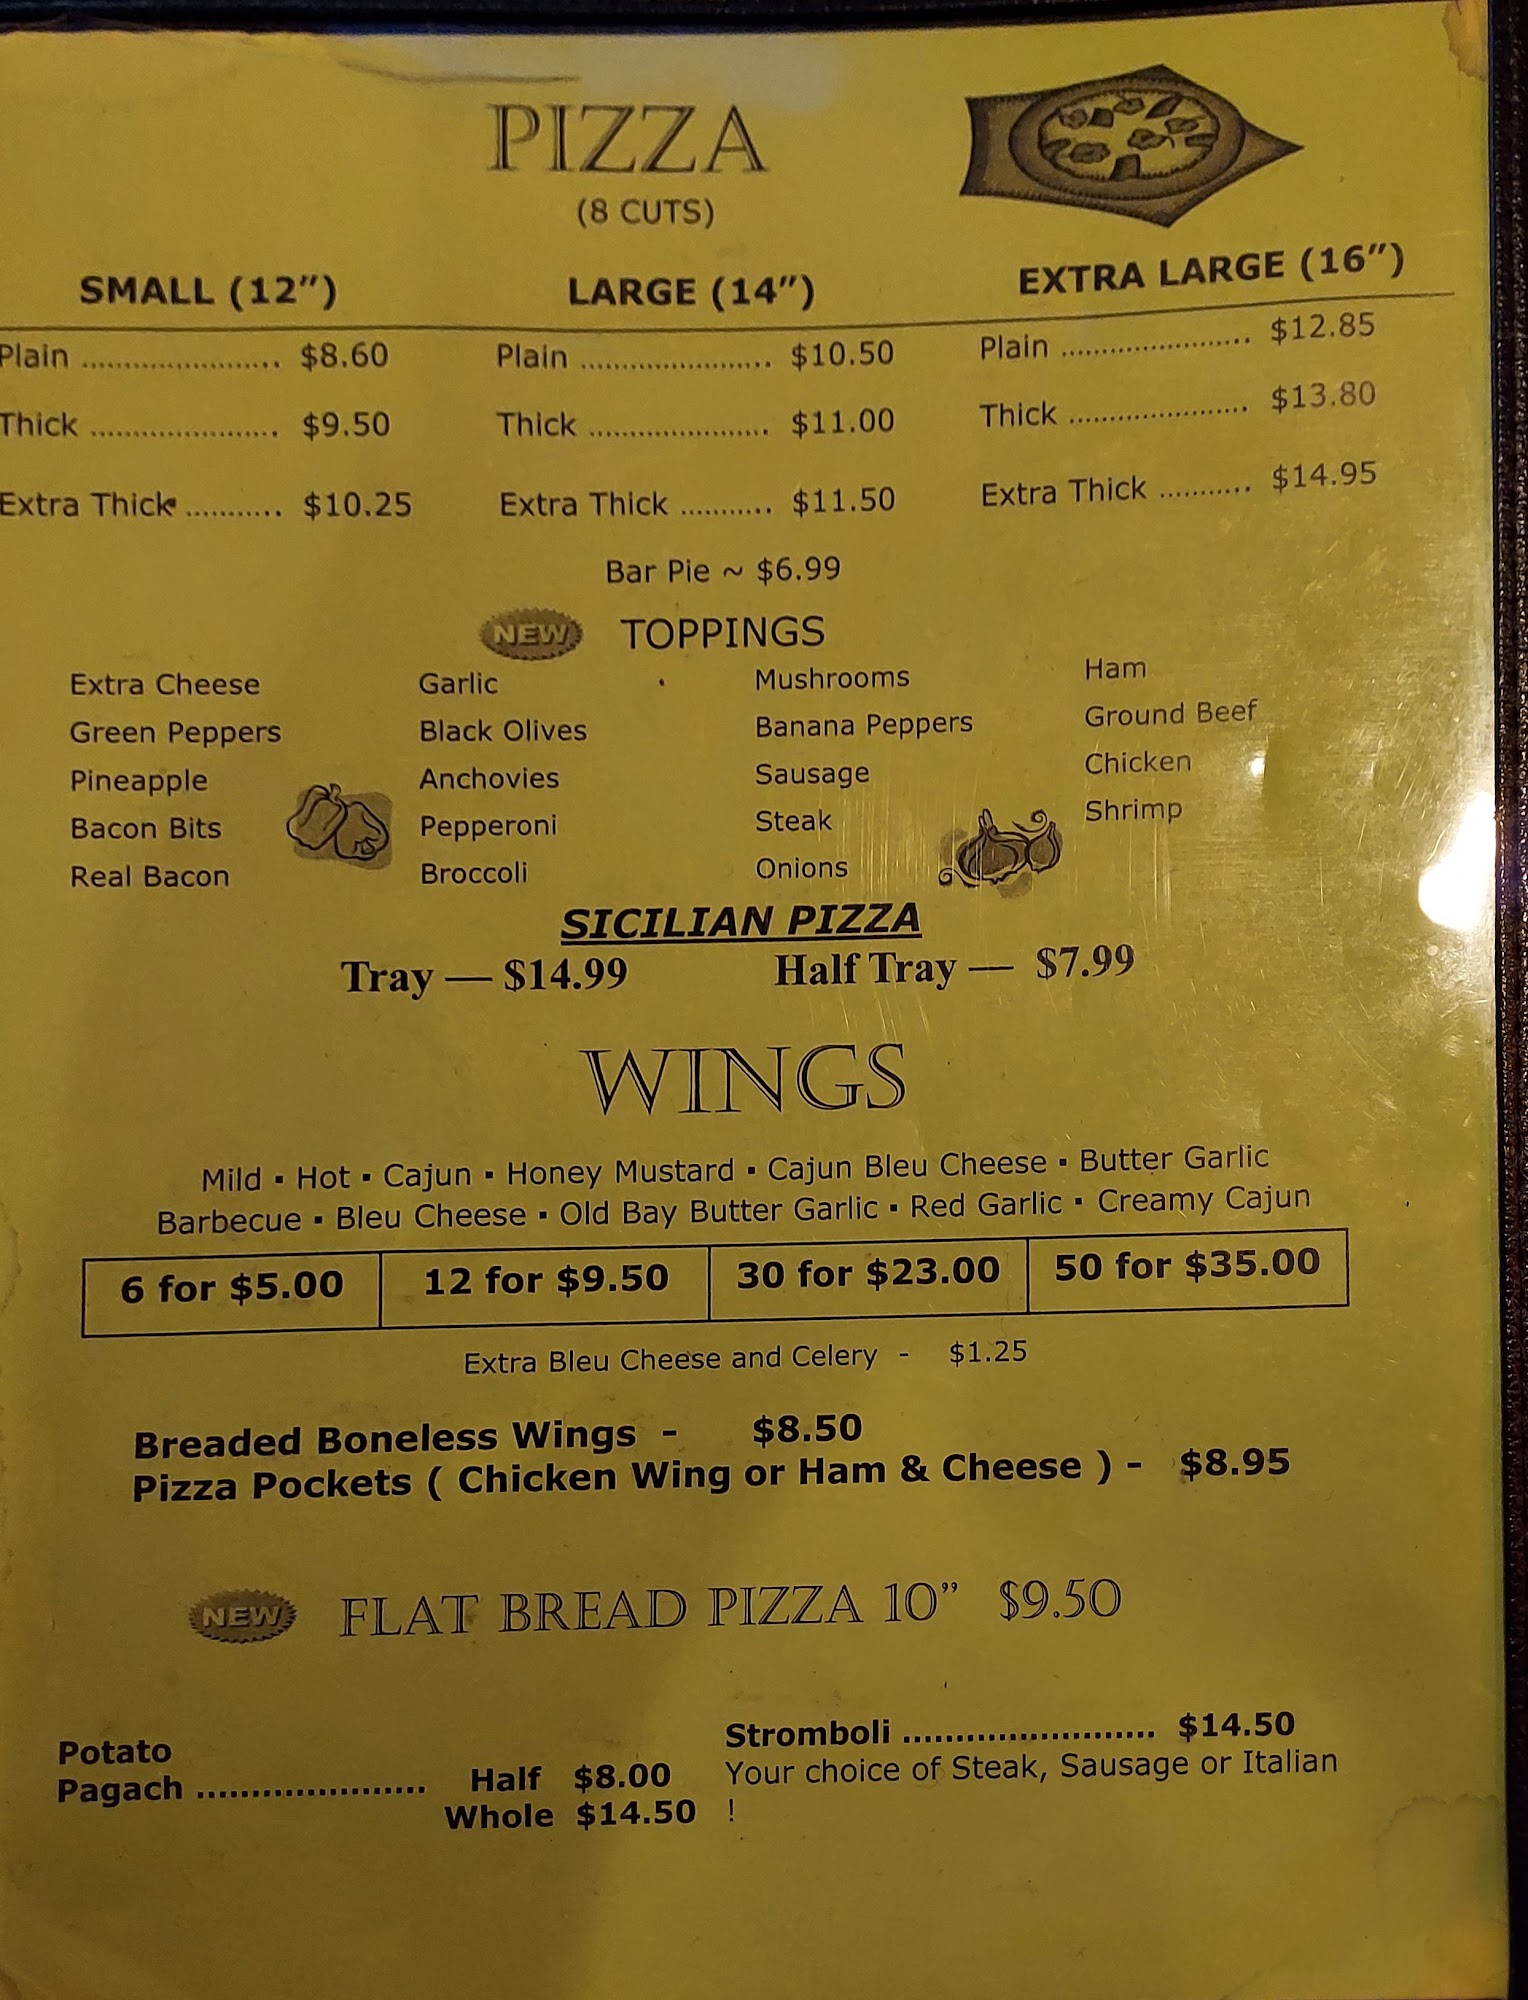 PIZZA
(8 CUTS)
SMALL (12") LARGE (14") EXTRA LARGE (16")
Plain ........................ $8.60 Plain ....................... $10.50 Plain ....................... $12.85
Thick ....................... $9.50 Thick ...................... $11.00 Thick ...................... $13.80
Extra Thick ............ $10.25 Extra Thick ........... $11.50 Extra Thick ........... $14.95
Bar Pie ~ $6.99
NEW TOPPINGS
Extra Cheese Garlic Mushrooms Ham
Green Peppers Black Olives Banana Peppers Ground Beef
Pineapple Anchovies Sausage Chicken
Bacon Bits Pepperoni Steak Shrimp
Real Bacon Broccoli Onions
SICILIAN PIZZA
Tray — $14.99 Half Tray — $7.99
WINGS
Mild ▪ Hot ▪ Cajun ▪ Honey Mustard ▪ Cajun Bleu Cheese ▪ Butter Garlic
Barbecue ▪ Bleu Cheese ▪ Old Bay Butter Garlic ▪ Red Garlic ▪ Creamy Cajun
6 for $5.00 12 for $9.50 30 for $23.00 50 for $35.00
Extra Bleu Cheese and Celery - $1.25
Breaded Boneless Wings - $8.50
Pizza Pockets ( Chicken Wing or Ham & Cheese ) - $8.95
NEW FLAT BREAD PIZZA 10" $9.50
Potato
Pagach ..................... Half $8.00
Whole $14.50
Stromboli ........................ $14.50
Your choice of Steak, Sausage or Italian
!